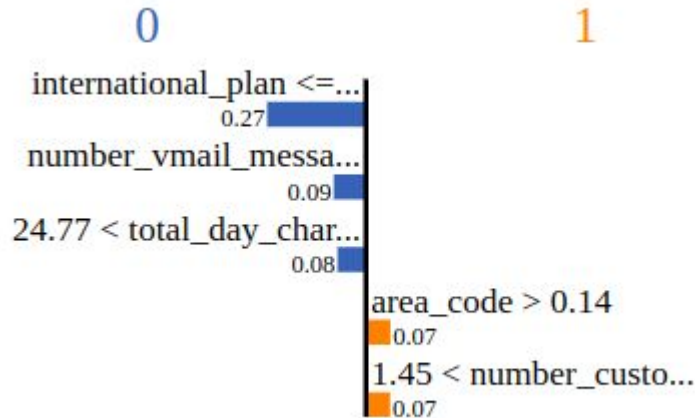 0
1
international_plan <=...
0.27
number_vmail_messa...
0.09
24.77 < total_day_char...
0.08
area_code > 0.14
0.07
1.45 < number_custo...
0.07